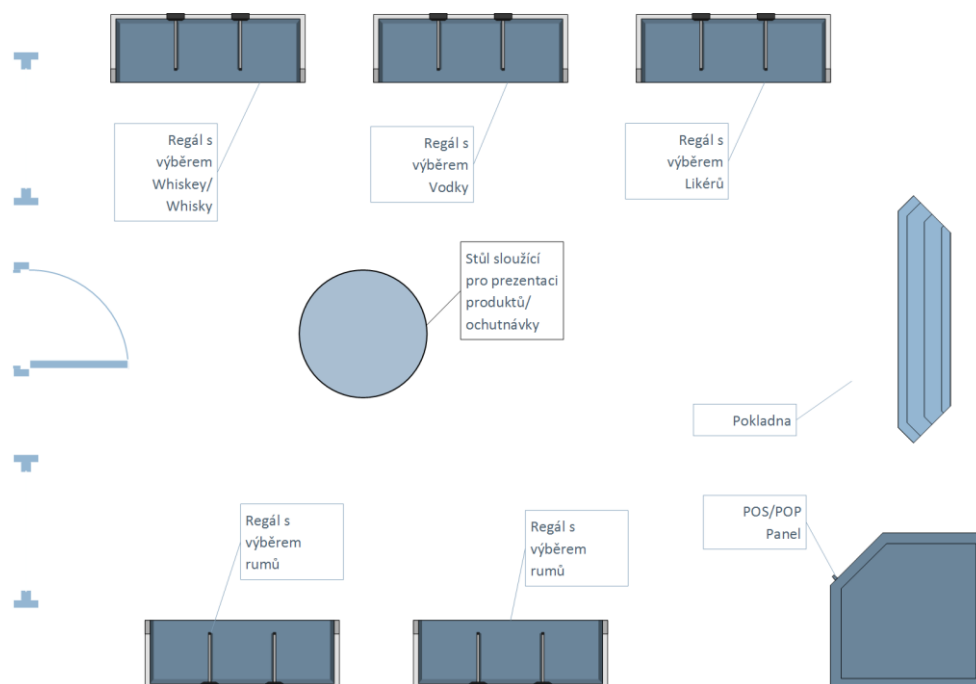 Regál s
výběrem
Whiskey/
Whisky
Regál s
výběrem
Vodky
Regál s
výběrem
Likérů
Stůl sloužící
pro prezentaci
produktů/
ochutnávky
Pokladna
Regál s
výběrem
rumů
Regál s
výběrem
rumů
POS/POP
Panel